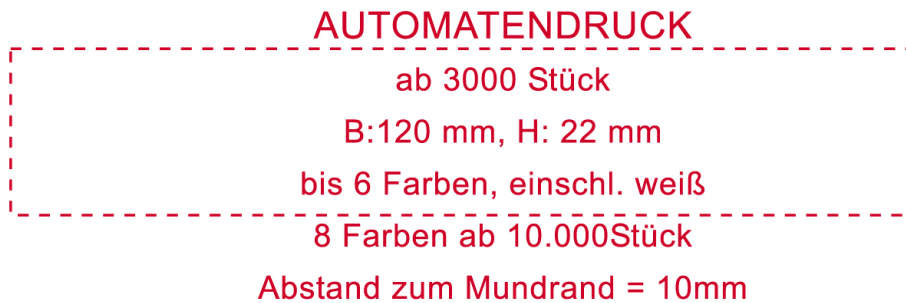 AUTOMATENDRUCK
ab 3000 Stück
B:120 mm, H: 22 mm
bis 6 Farben, einschl. weiß
8 Farben ab 10.000Stück
Abstand zum Mundrand = 10mm